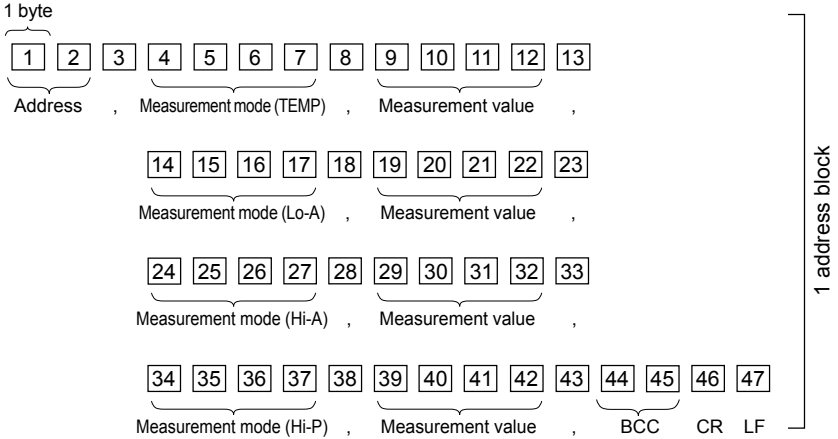 1 byte
1 2 3 4 5 6 7 8 9 10 11 12 13
Address , Measurement mode (TEMP) , Measurement value ,
14 15 16 17 18 19 20 21 22 23
Measurement mode (Lo-A) , Measurement value ,
24 25 26 27 28 29 30 31 32 33
Measurement mode (Hi-A) , Measurement value ,
34 35 36 37 38 39 40 41 42 43 44 45 46 47
Measurement mode (Hi-P) , Measurement value , BCC CR LF
1 address block